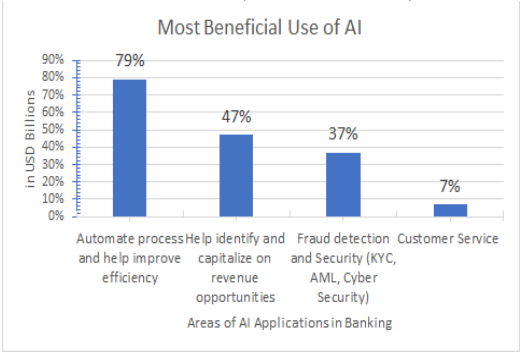 Most Beneficial Use of AI
90%
80%
70%
60%
50%
40%
30%
20%
10%
0%
in USD Billions
79%
47%
37%
7%
Automate process
and help improve
efficiency
Help identify and
capitalize on
revenue
opportunities
Fraud detection
and Security (KYC,
AML, Cyber
Security)
Customer Service
Areas of AI Applications in Banking